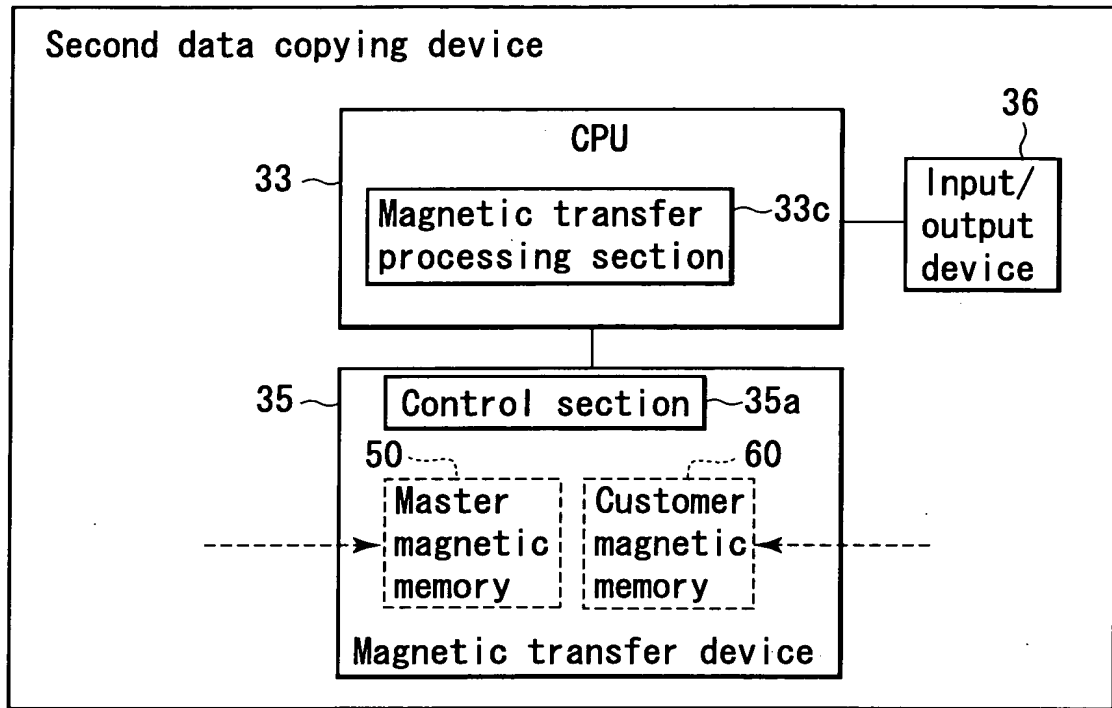 Second data copying device
36
CPU
33
Input/
output
device
Magnetic transfer
processing section
33c
35
Control section
35a
50
60
Master
magnetic
memory
Customer
magnetic
memory
Magnetic transfer device